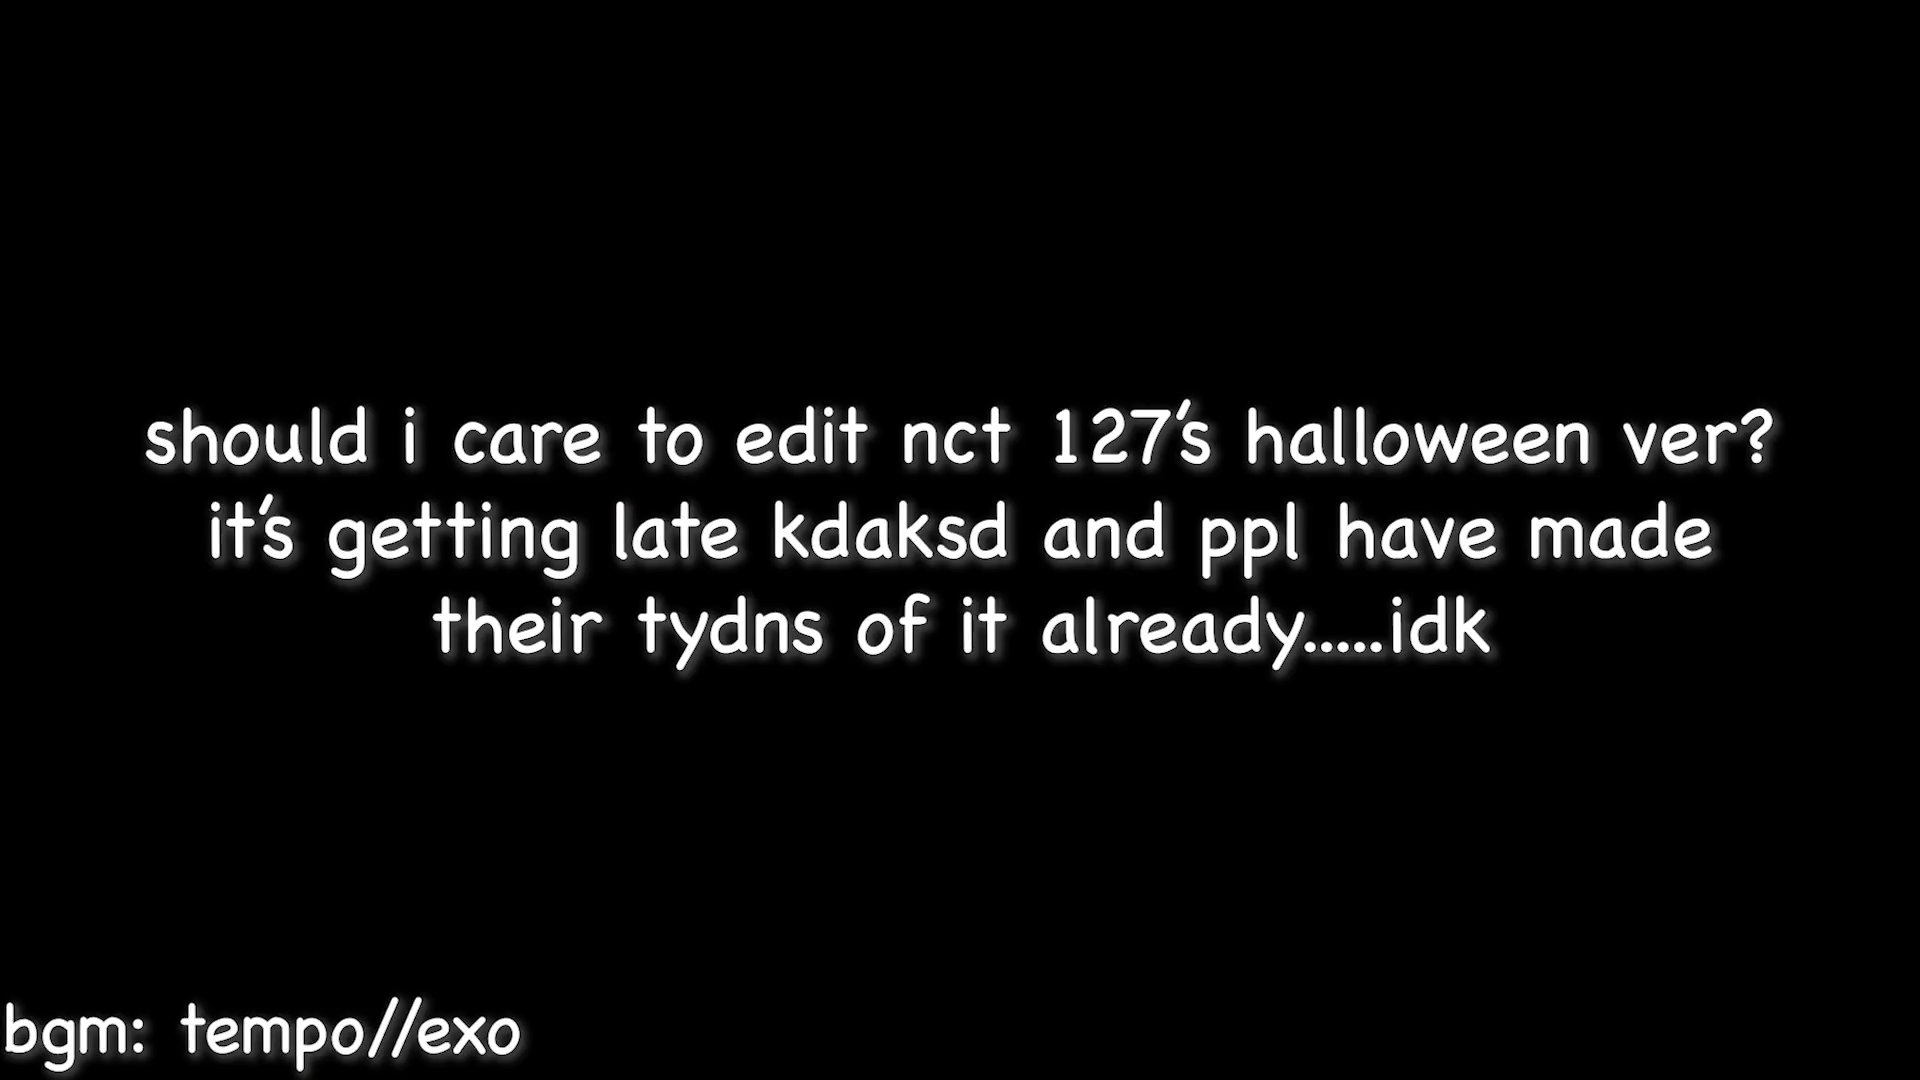 should i care to edit nct 127's halloween ver?
it's getting late kdaksd and ppl have made
their tydns of it already.....idk
bgm: tempo//exo